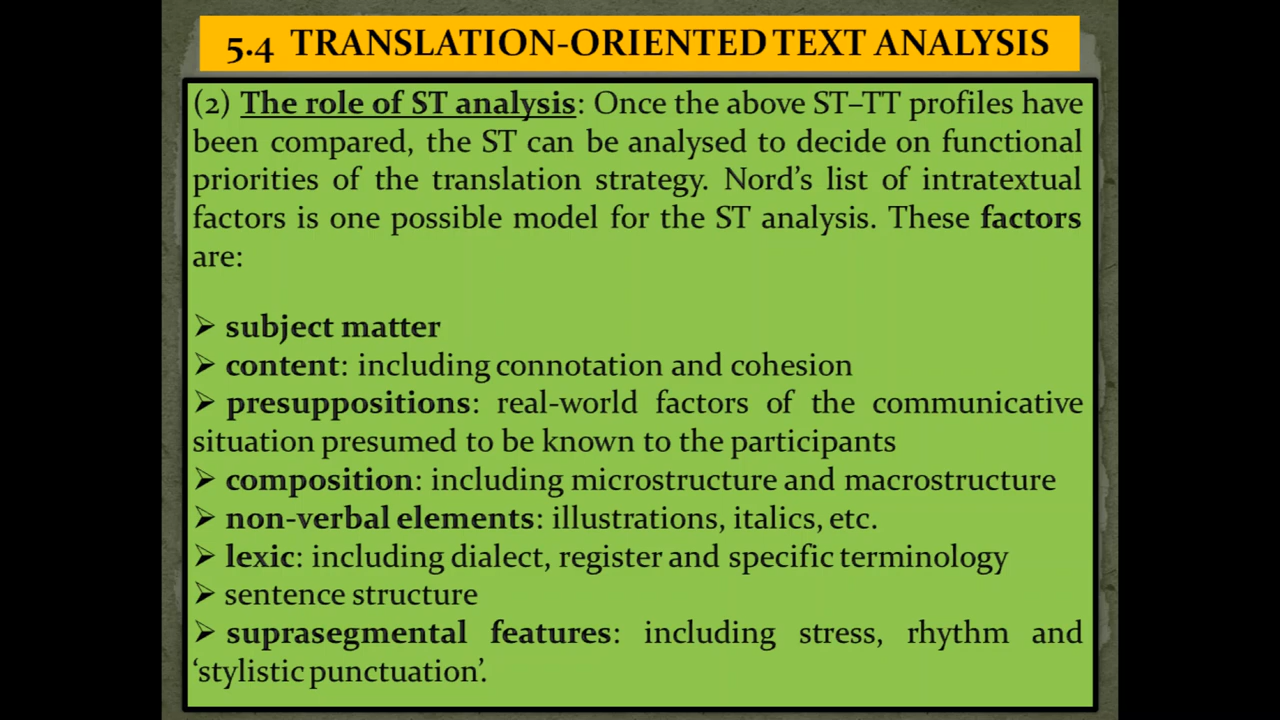 5.4 TRANSLATION-ORIENTED TEXT ANALYSIS
(2) The role of ST analysis: Once the above ST–TT profiles have
been compared, the ST can be analysed to decide on functional
priorities of the translation strategy. Nord's list of intratextual
factors is one possible model for the ST analysis. These factors
are:
➢ subject matter
➢ content: including connotation and cohesion
➢ presuppositions: real-world factors of the communicative
situation presumed to be known to the participants
➢ composition: including microstructure and macrostructure
➢ non-verbal elements: illustrations, italics, etc.
➢ lexic: including dialect, register and specific terminology
➢ sentence structure
➢ suprasegmental features: including stress, rhythm and
‘stylistic punctuation’.